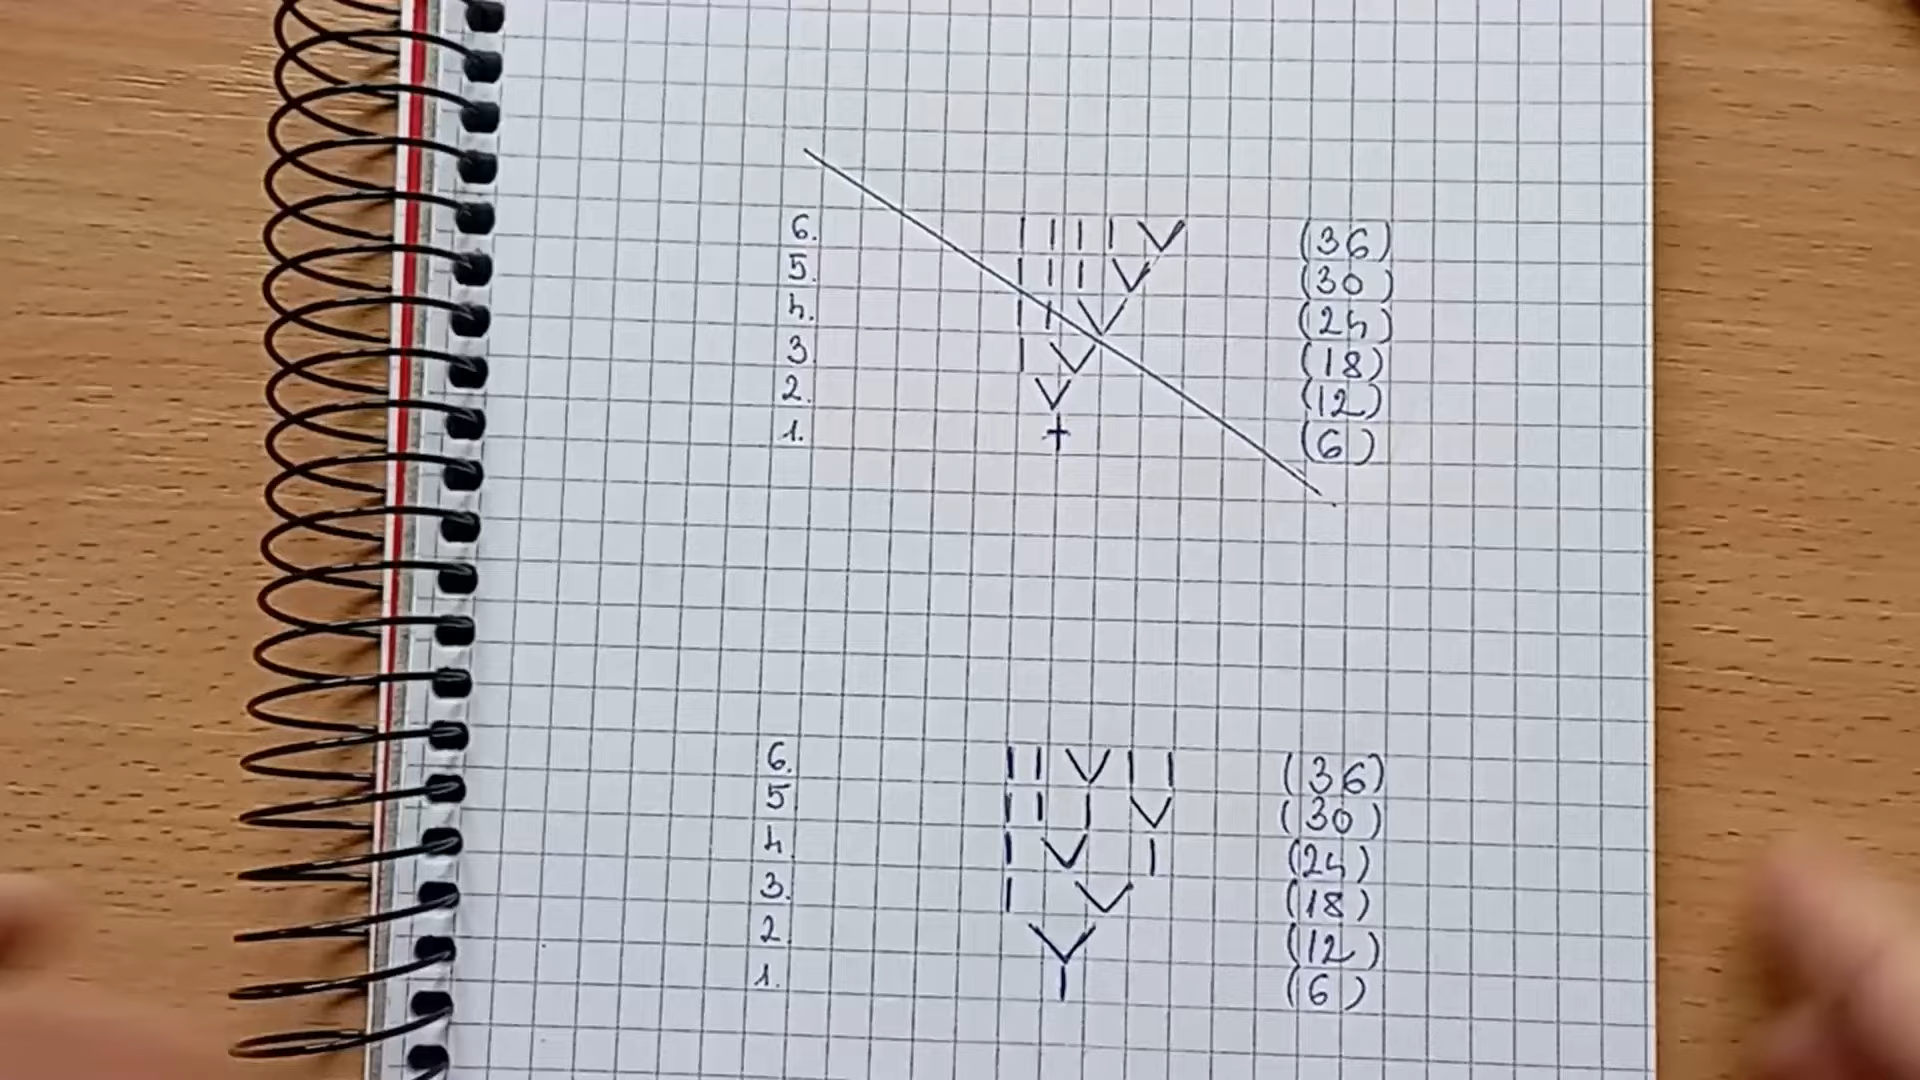 6. | | | | V (36)
5. | | | V (30)
4. | | V (24)
3. | V (18)
2. V (12)
1. + (6)
6. | | V | | (36)
5. | | | V (30)
4. | V | (24)
3. | V (18)
2. V (12)
1. | (6)